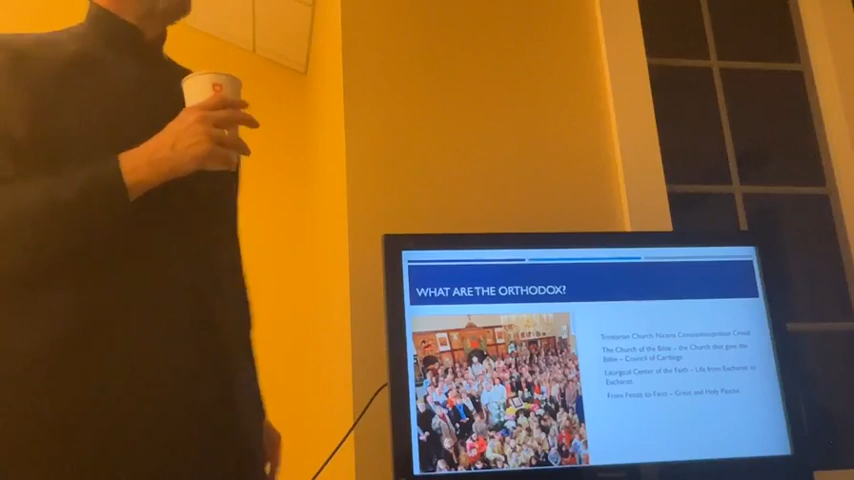 WHAT ARE THE ORTHODOX?
Trinitarian Church: Nicene Constantinopolitan Creed
The Church of the Bible – the Church that gave the
Bible – Council of Carthage
Liturgical Center of the Faith – Life from Eucharist to
Eucharist
From Feast to Feast – Great and Holy Pascha